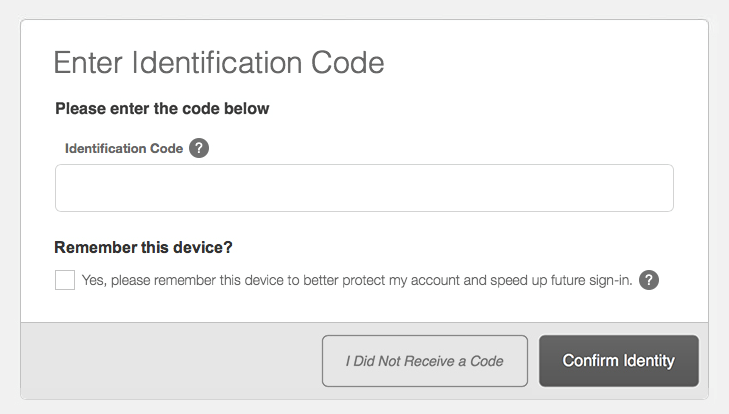 Enter Identification Code
Please enter the code below
Identification Code ?
Remember this device?
Yes, please remember this device to better protect my account and speed up future sign-in. ?
I Did Not Receive a Code
Confirm Identity